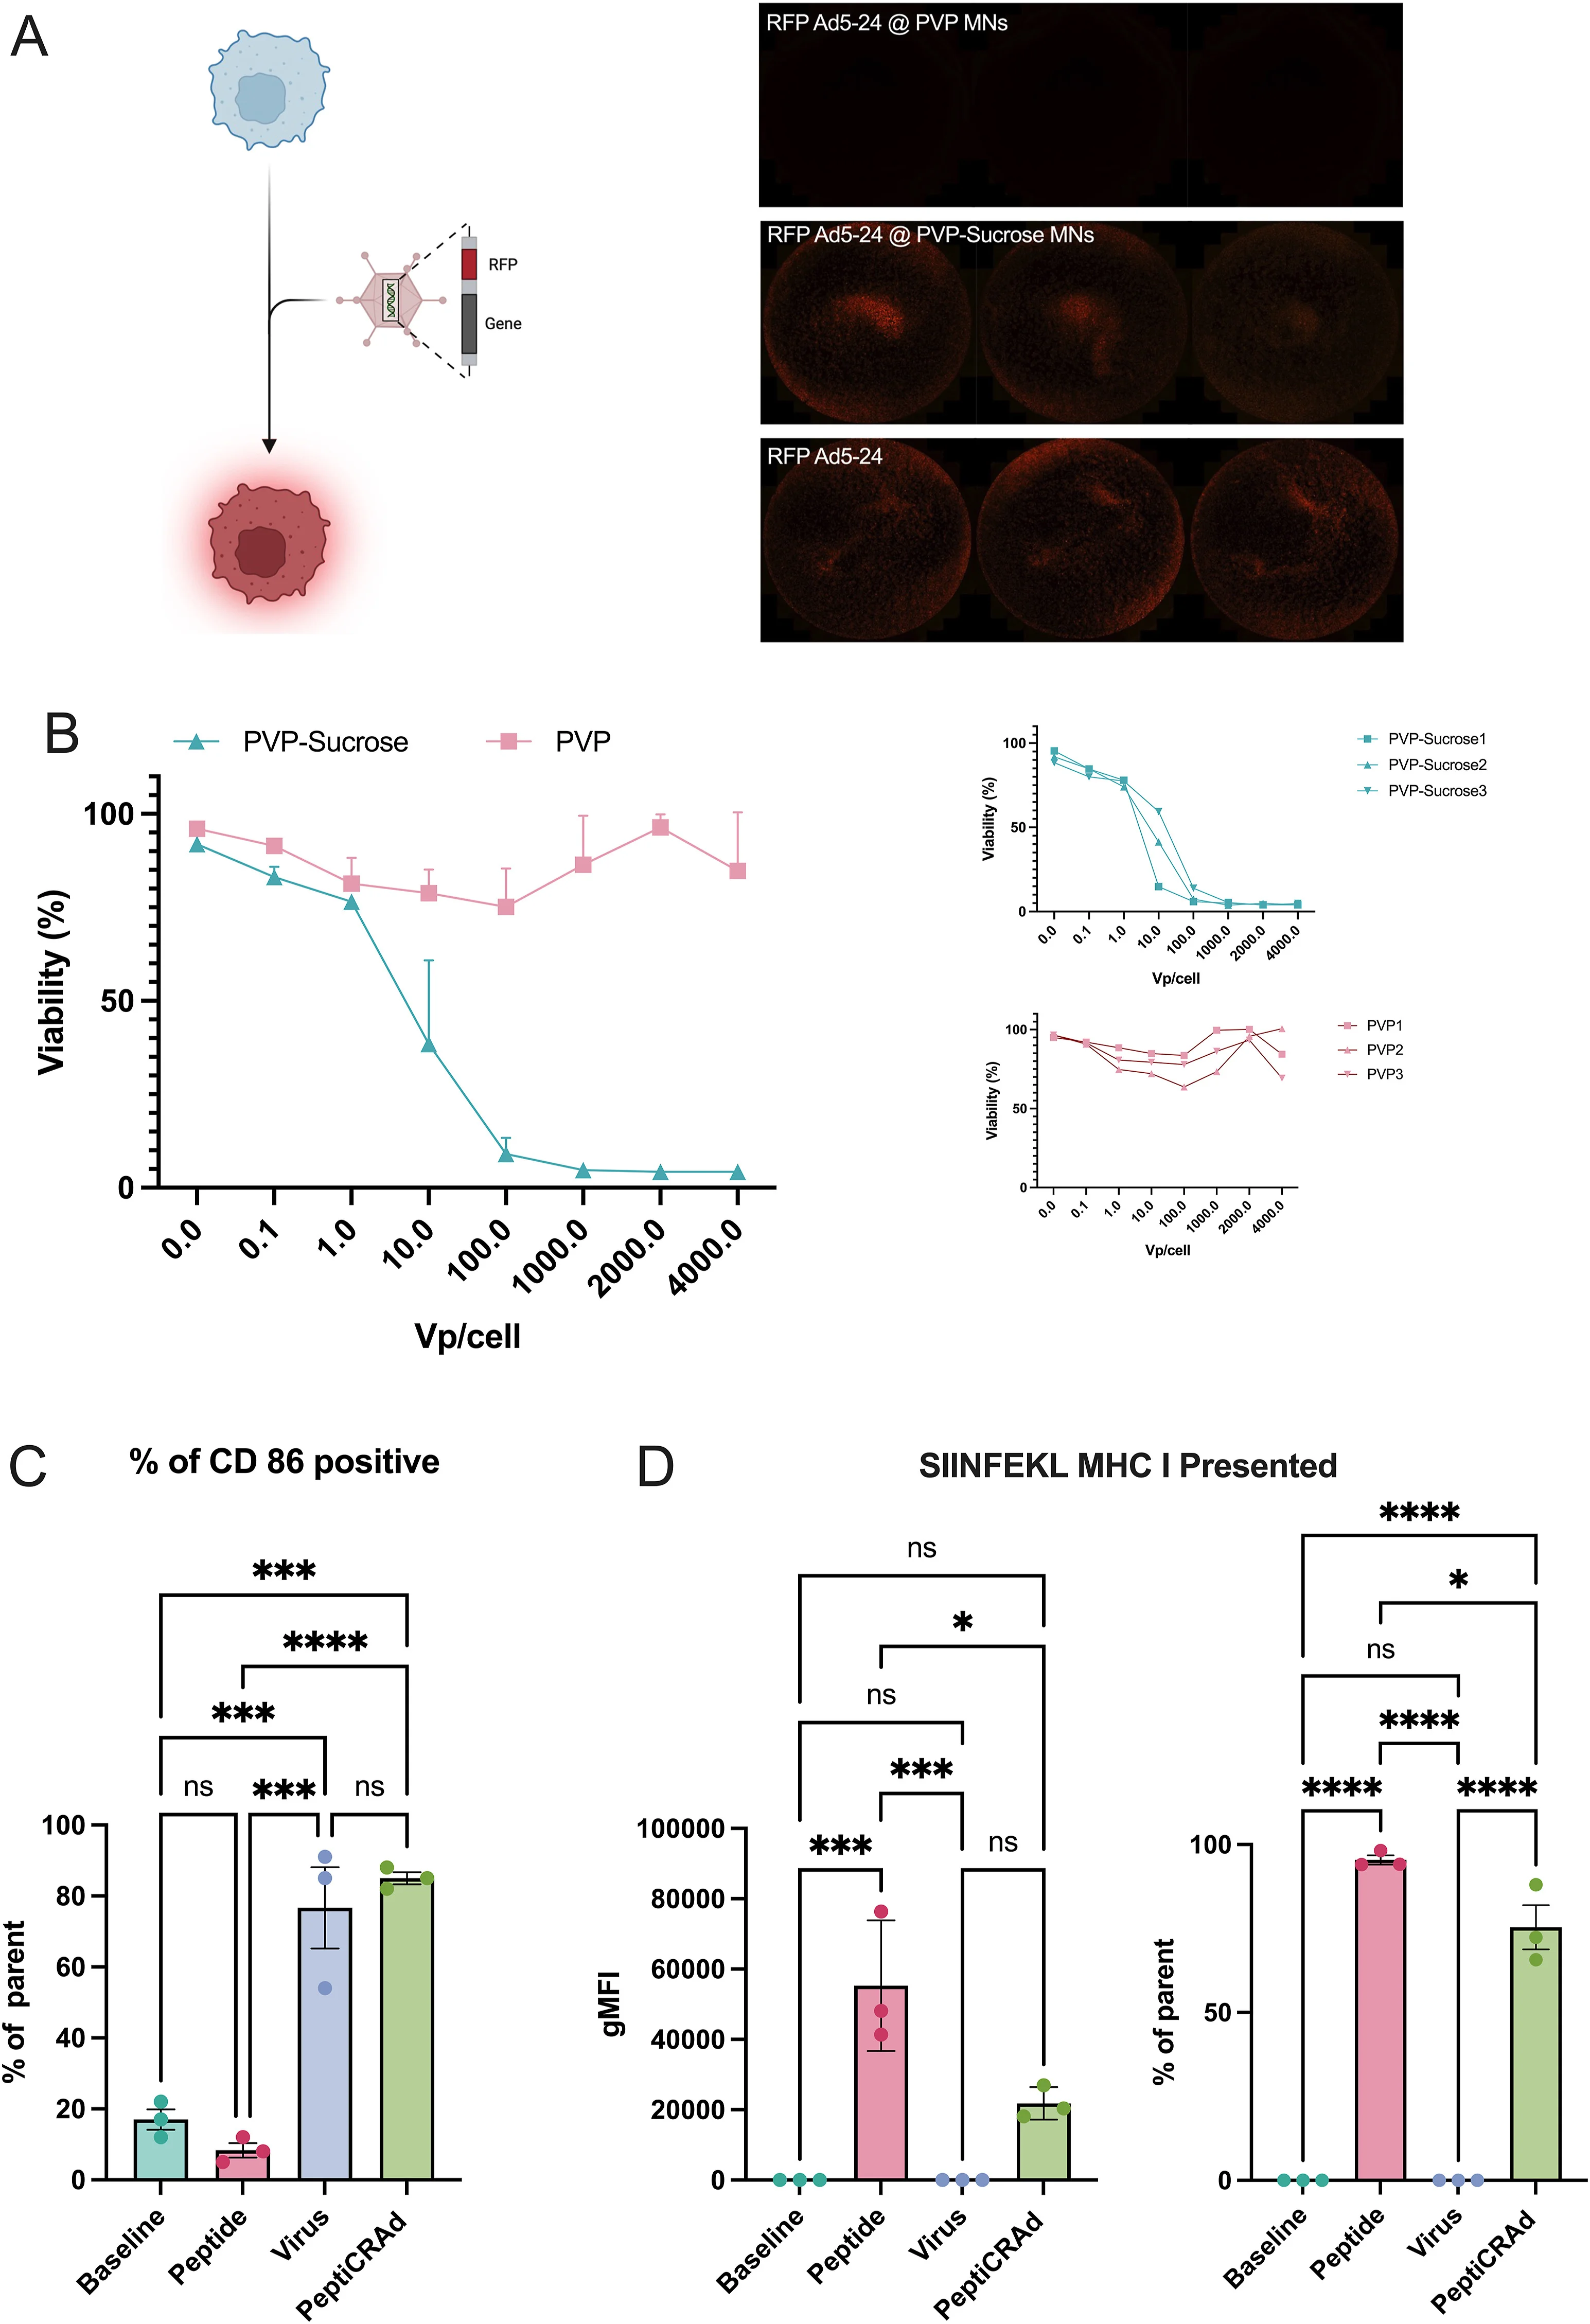 A
RFP
Gene
RFP Ad5-24 @ PVP MNs
RFP Ad5-24 @ PVP-Sucrose MNs
RFP Ad5-24
B
PVP-Sucrose
PVP
Viability (%)
100
50
0
0.0
0.1
1.0
10.0
100.0
1000.0
2000.0
4000.0
Vp/cell
Viability (%)
100
50
0
0.0
0.1
1.0
10.0
100.0
1000.0
2000.0
4000.0
Vp/cell
PVP-Sucrose1
PVP-Sucrose2
PVP-Sucrose3
Viability (%)
100
50
0
0.0
0.1
1.0
10.0
100.0
1000.0
2000.0
4000.0
Vp/cell
PVP1
PVP2
PVP3
C
% of CD 86 positive
***
****
***
ns
***
ns
% of parent
100
80
60
40
20
0
Baseline
Peptide
Virus
PeptiCRAd
D
SIINFEKL MHC I Presented
ns
*
ns
***
***
ns
gMFI
100000
80000
60000
40000
20000
0
Baseline
Peptide
Virus
PeptiCRAd
****
*
ns
****
****
****
% of parent
100
50
0
Baseline
Peptide
Virus
PeptiCRAd